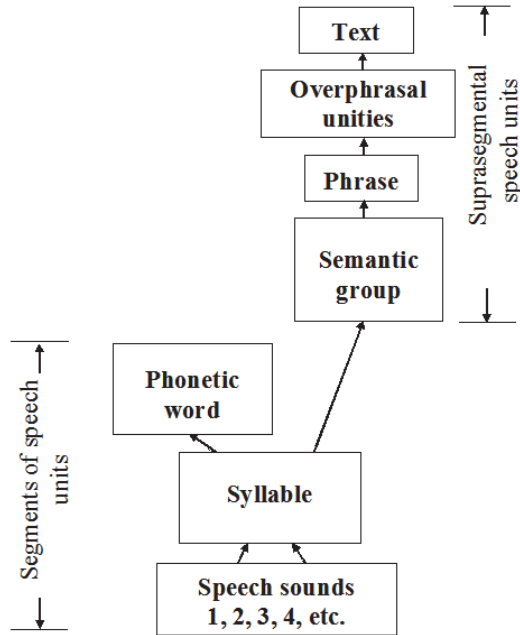 Text
Overphrasal
unities
Phrase
Semantic
group
Suprasegmental
speech units
Phonetic
word
Segments of speech
units
Syllable
Speech sounds
1, 2, 3, 4, etc.